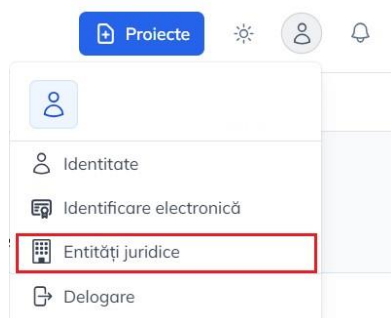 Proiecte
Identitate
Identificare electronică
Entități juridice
Delogare